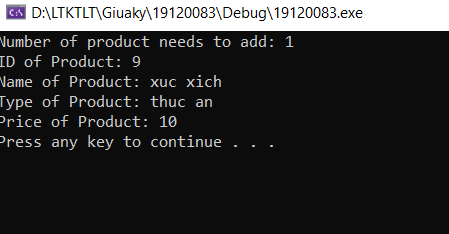 D:\LTKTLT\Giuaky\19120083\Debug\19120083.exe
Number of product needs to add: 1
ID of Product: 9
Name of Product: xuc xich
Type of Product: thuc an
Price of Product: 10
Press any key to continue . . .